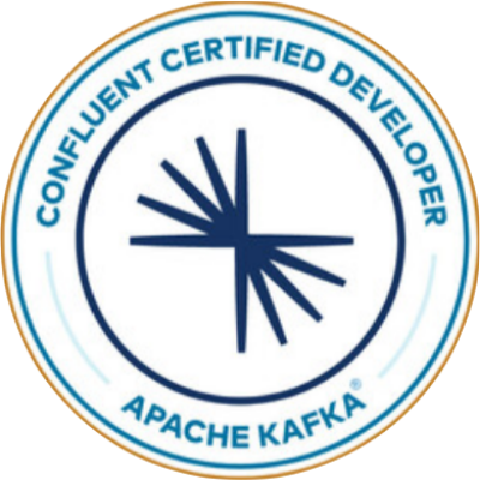 CONFLUENT CERTIFIED DEVELOPER
APACHE KAFKA®